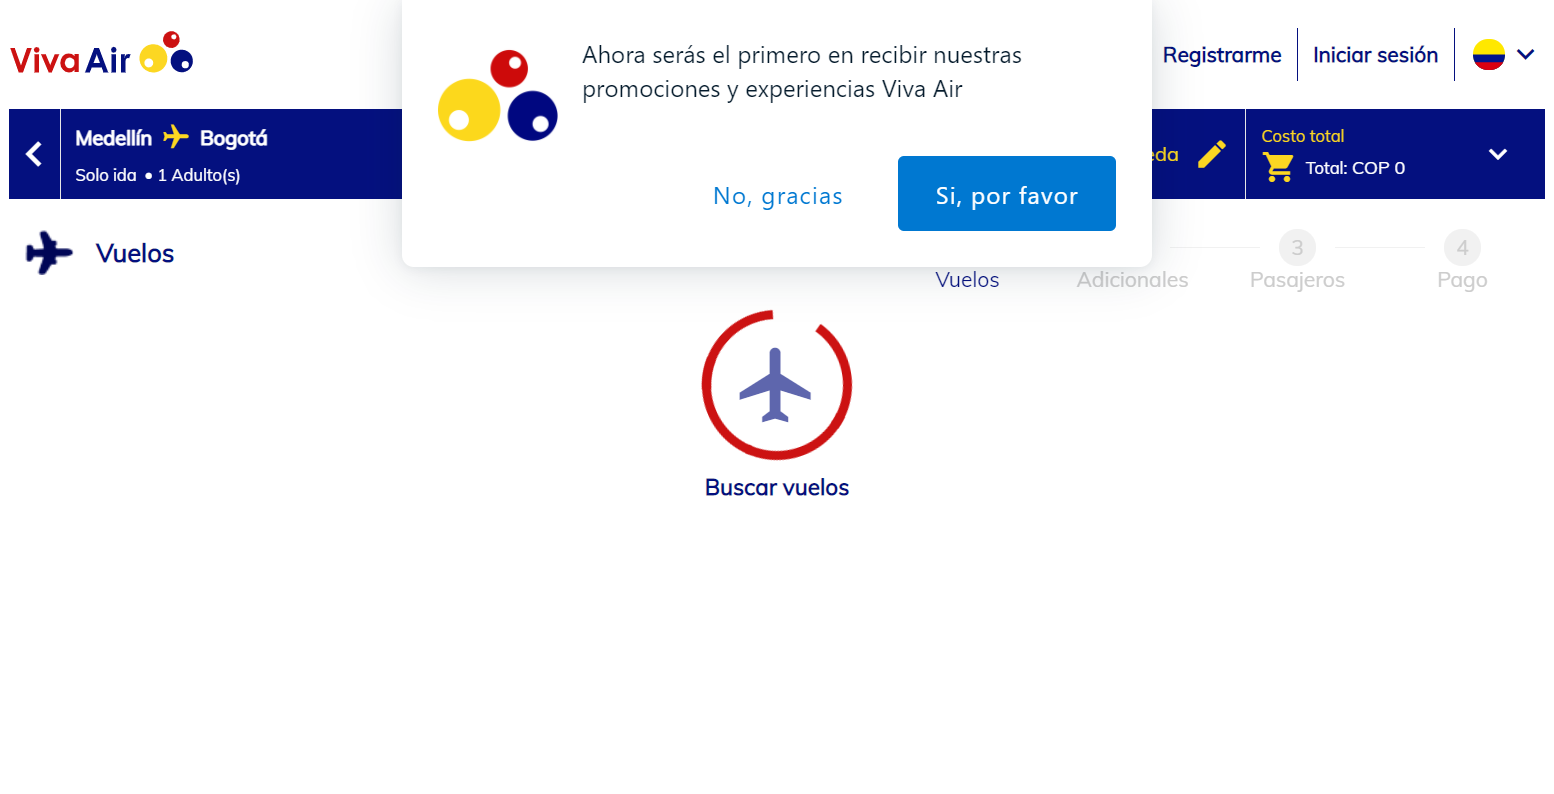 Viva Air
Ahora serás el primero en recibir nuestras
promociones y experiencias Viva Air
No, gracias
Si, por favor
Registrarme
Iniciar sesión
Medellín Bogotá
Solo ida • 1 Adulto(s)
Costo total
Total: COP 0
Vuelos
Vuelos
Adicionales
3
Pasajeros
4
Pago
Buscar vuelos